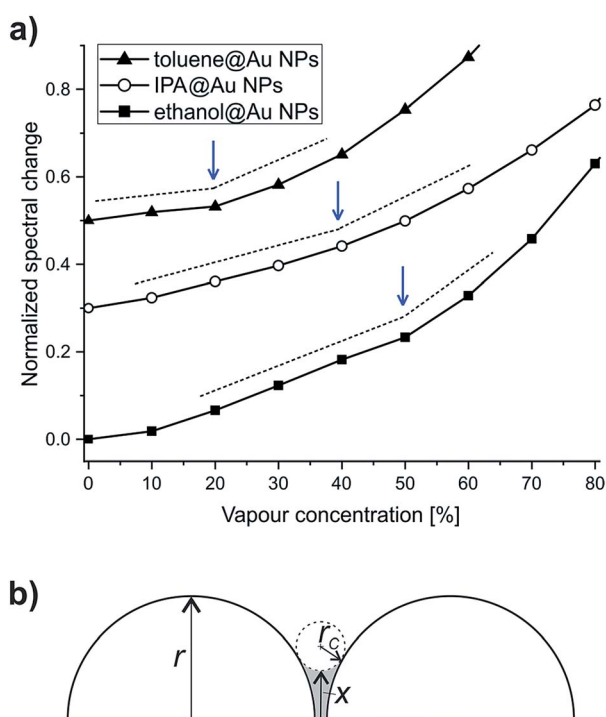 a)
toluene@Au NPs
IPA@Au NPs
ethanol@Au NPs
0.8
0.6
0.4
0.2
0.0
Normalized spectral change
0 10 20 30 40 50 60 70 80
Vapour concentration [%]
b)
r
rc
x